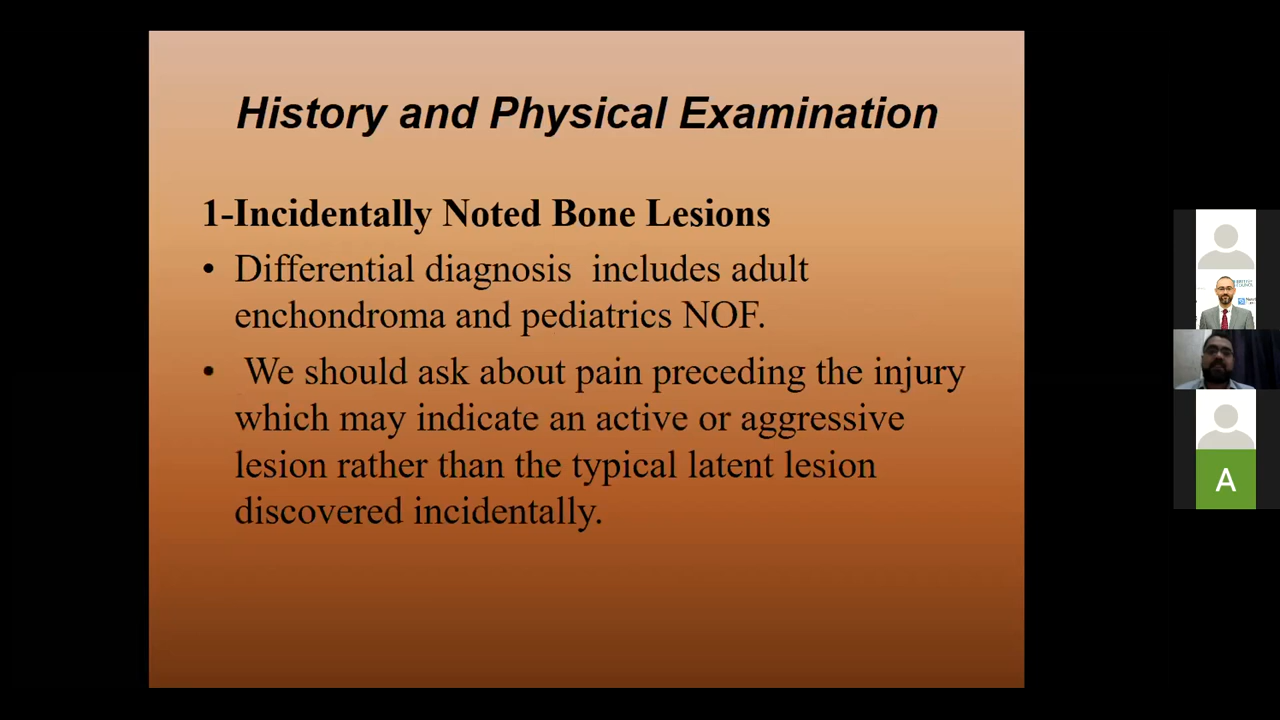 History and Physical Examination
1-Incidentally Noted Bone Lesions
• Differential diagnosis includes adult
enchondroma and pediatrics NOF.
• We should ask about pain preceding the injury
which may indicate an active or aggressive
lesion rather than the typical latent lesion
discovered incidentally.
A